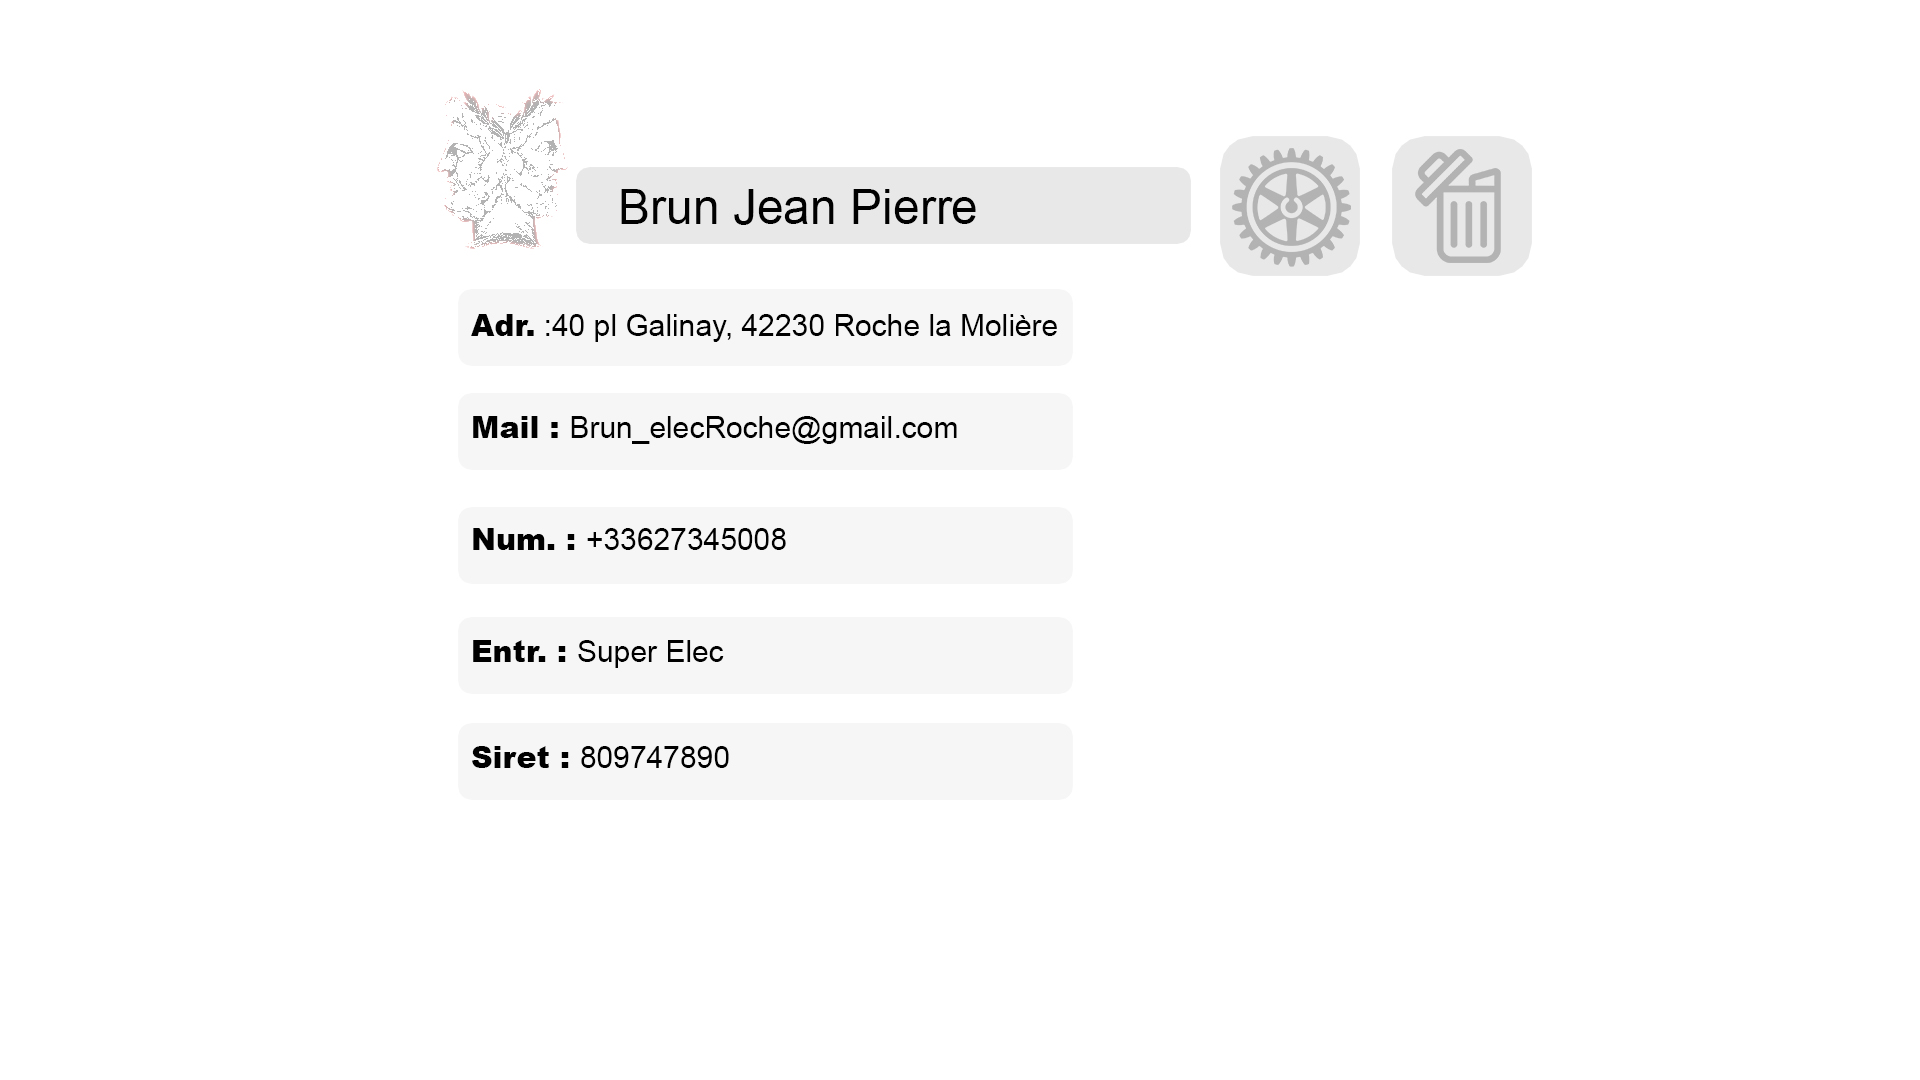 Brun Jean Pierre
Adr. :40 pl Galinay, 42230 Roche la Molière
Mail : Brun_elecRoche@gmail.com
Num. : +33627345008
Entr. : Super Elec
Siret : 809747890